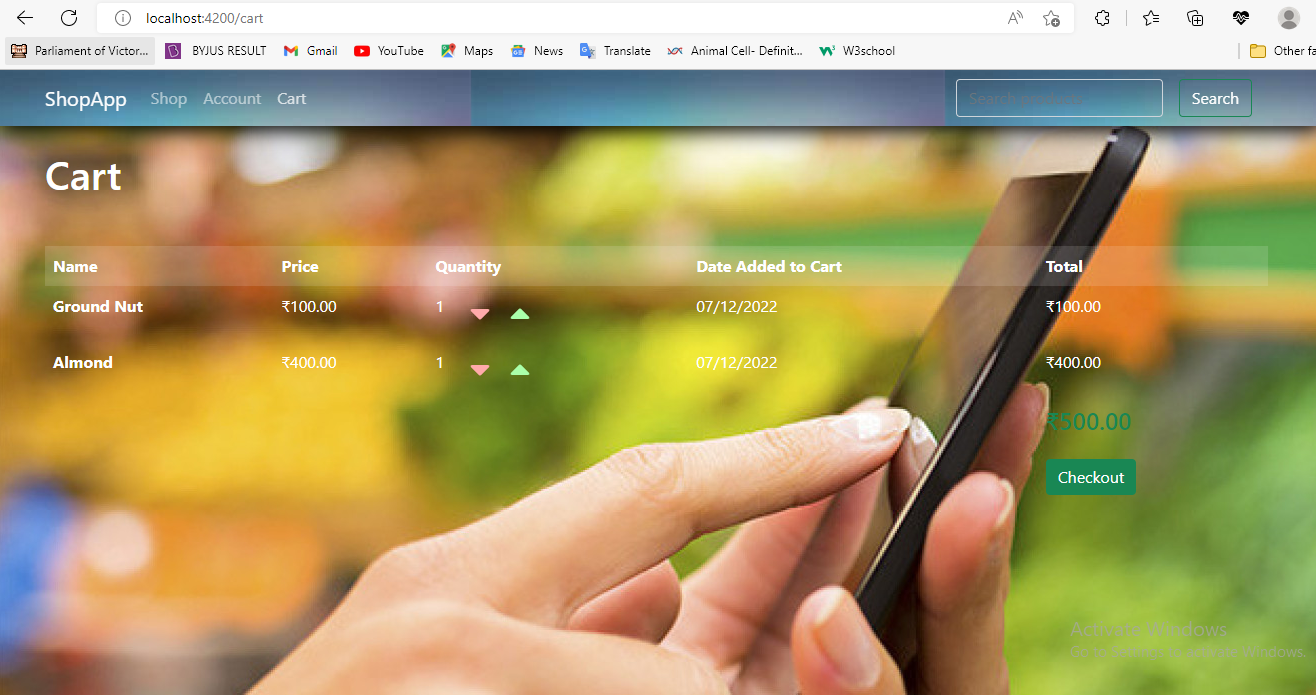 localhost:4200/cart
Parliament of Victor... BYJUS RESULT Gmail YouTube Maps News Translate Animal Cell- Definit... W3school Other fa
ShopApp Shop Account Cart Search products Search
Cart
Name Price Quantity Date Added to Cart Total
Ground Nut ₹100.00 1 07/12/2022 ₹100.00
Almond ₹400.00 1 07/12/2022 ₹400.00
₹500.00
Checkout
Activate Windows
Go to Settings to activate Windows.